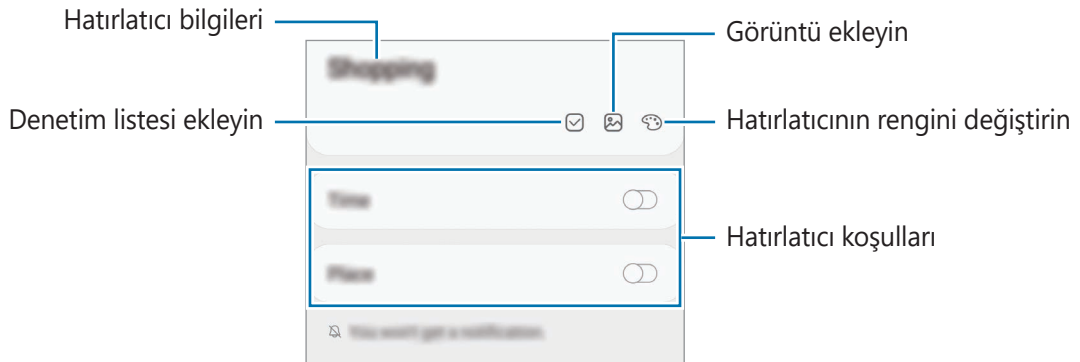 Hatırlatıcı bilgileri
Görüntü ekleyin
Shopping
Denetim listesi ekleyin
Hatırlatıcının rengini değiştirin
Time
Hatırlatıcı koşulları
Place
You won't get a notification.